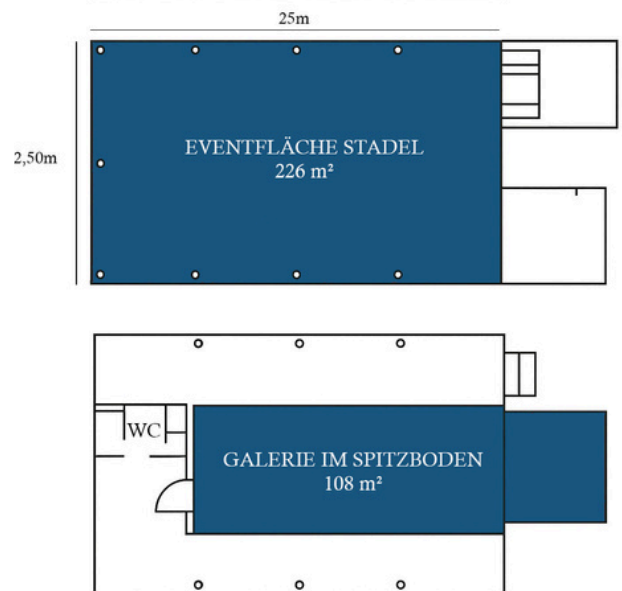 25m
2,50m
EVENTFLÄCHE STADEL
226 m²
WC
GALERIE IM SPITZBODEN
108 m²